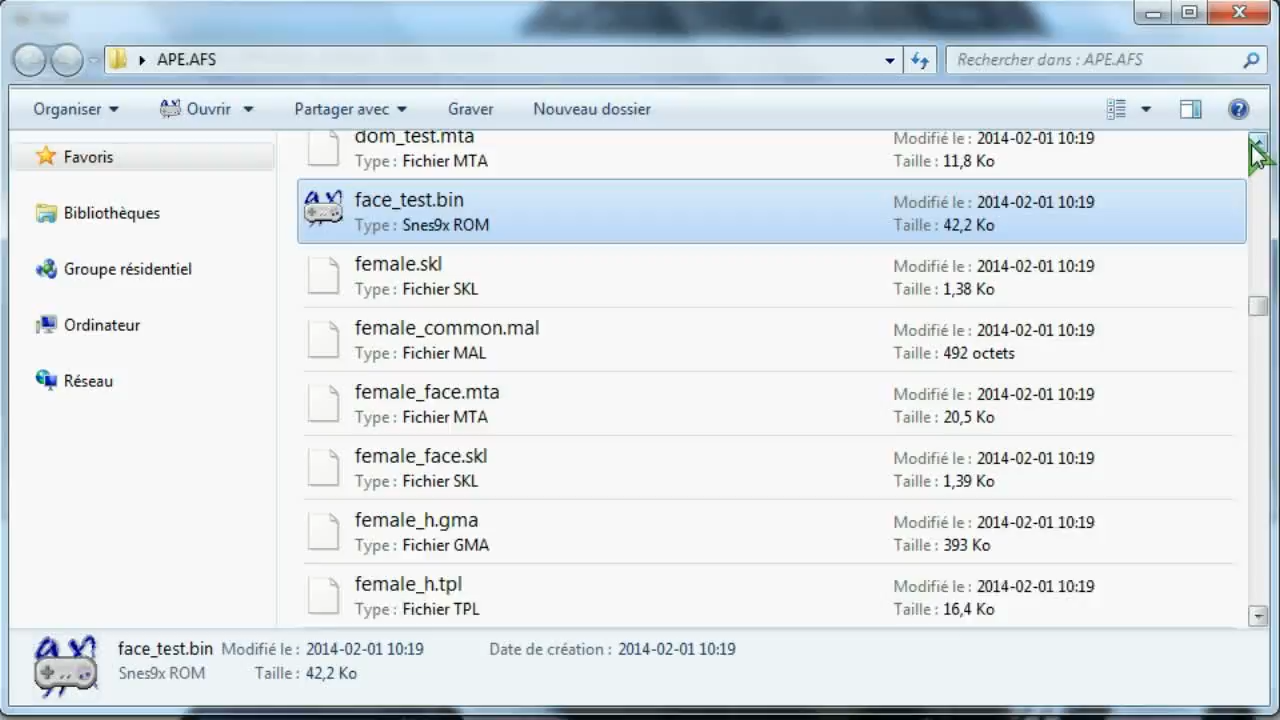 APE.AFS
Rechercher dans : APE.AFS
Organiser
Ouvrir
Partager avec
Graver
Nouveau dossier
Favoris
Bibliothèques
Groupe résidentiel
Ordinateur
Réseau
dom_test.mta
Modifié le : 2014-02-01 10:19
Type : Fichier MTA
Taille : 11,8 Ko
face_test.bin
Modifié le : 2014-02-01 10:19
Type : Snes9x ROM
Taille : 42,2 Ko
female.skl
Modifié le : 2014-02-01 10:19
Type : Fichier SKL
Taille : 1,38 Ko
female_common.mal
Modifié le : 2014-02-01 10:19
Type : Fichier MAL
Taille : 492 octets
female_face.mta
Modifié le : 2014-02-01 10:19
Type : Fichier MTA
Taille : 20,5 Ko
female_face.skl
Modifié le : 2014-02-01 10:19
Type : Fichier SKL
Taille : 1,39 Ko
female_h.gma
Modifié le : 2014-02-01 10:19
Type : Fichier GMA
Taille : 393 Ko
female_h.tpl
Modifié le : 2014-02-01 10:19
Type : Fichier TPL
Taille : 16,4 Ko
face_test.bin Modifié le : 2014-02-01 10:19 Date de création : 2014-02-01 10:19
Snes9x ROM Taille : 42,2 Ko